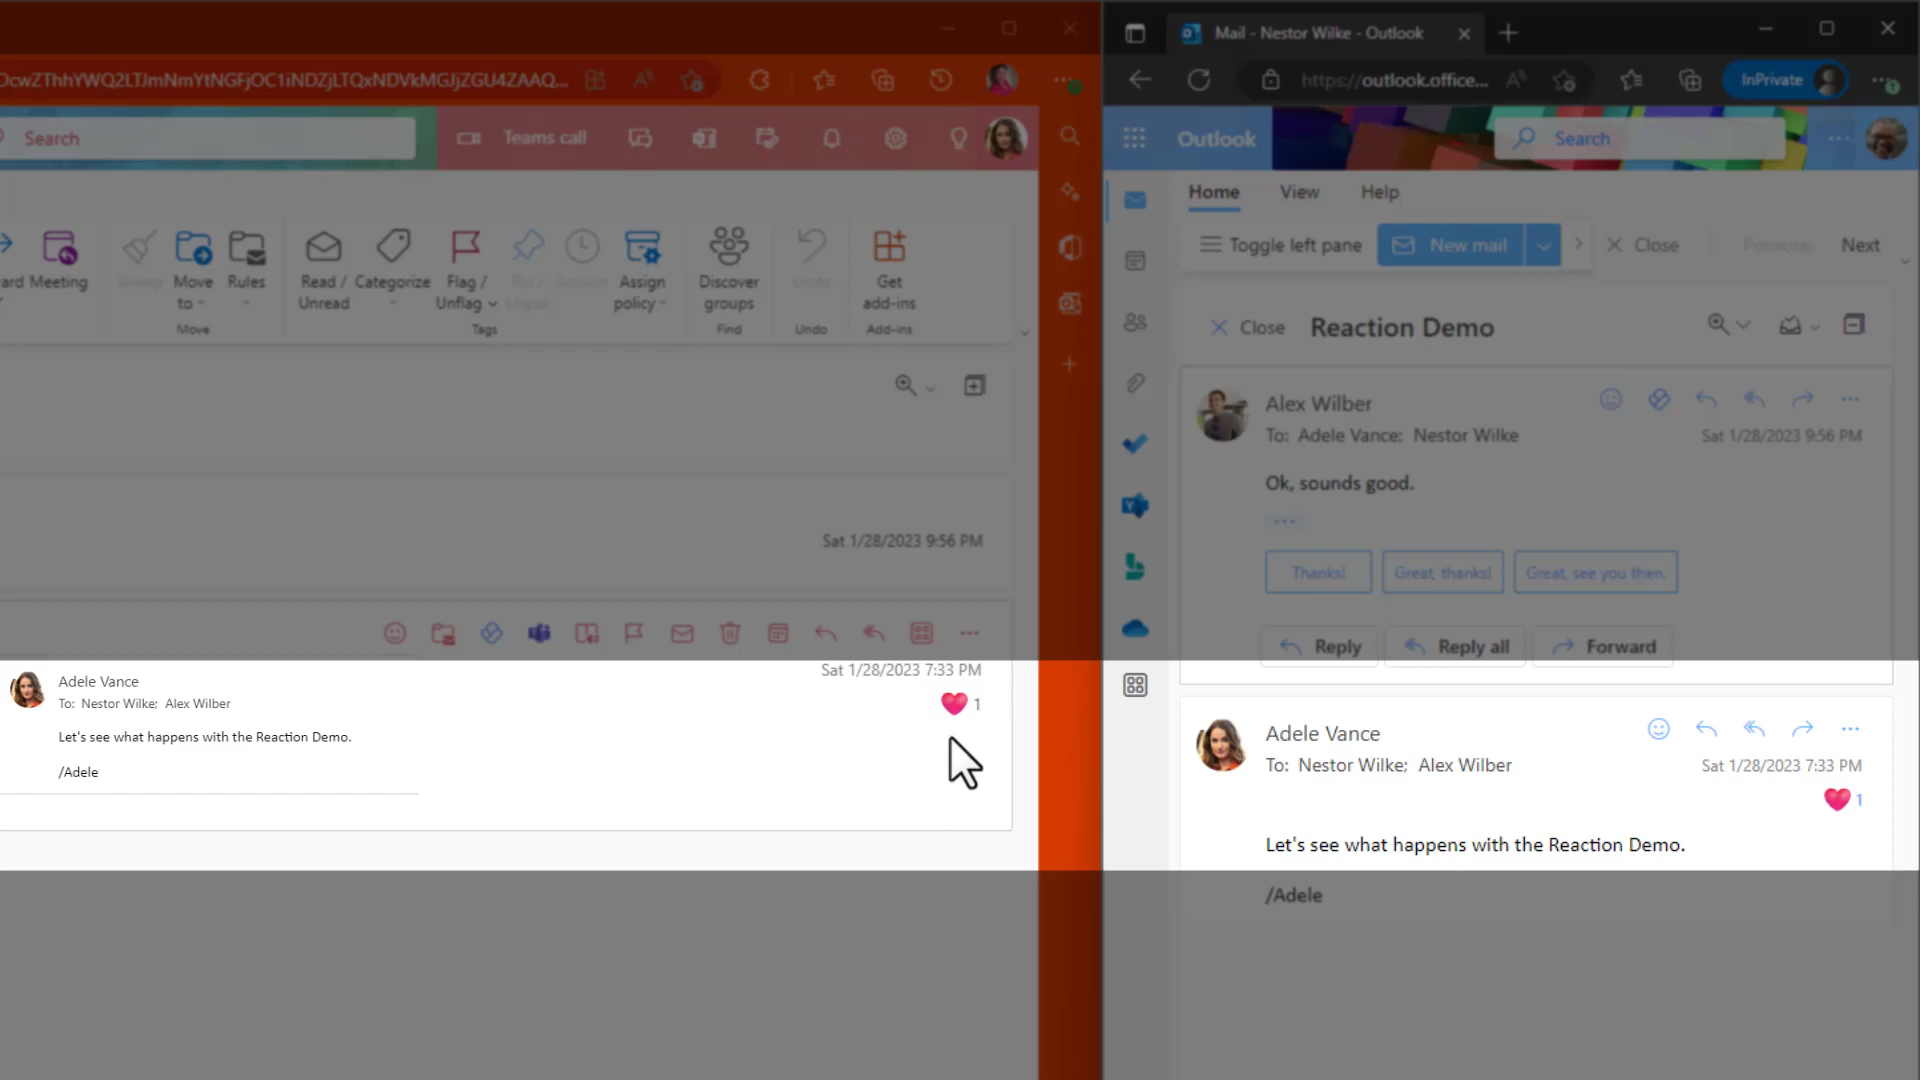 OcwZThhYWQ2LTJmNmYtNGFjOC1iNDZjLTQxNDVkMGJjZGU4ZAAQ...
Search
Teams call
ard Meeting
Sweep
Move to
Rules
Move
Read / Unread
Categorize
Flag / Unflag
Assign policy
Tags
Discover groups
Find
Undo
Undo
Get add-ins
Add-ins
Sat 1/28/2023 9:56 PM
Sat 1/28/2023 7:33 PM
Adele Vance
To: Nestor Wilke; Alex Wilber
1
Let's see what happens with the Reaction Demo.
/Adele
Mail - Nestor Wilke - Outlook
https://outlook.office...
InPrivate
Outlook
Search
Home
View
Help
Toggle left pane
New mail
Close
Previous
Next
Close
Reaction Demo
Alex Wilber
To: Adele Vance; Nestor Wilke
Sat 1/28/2023 9:56 PM
Ok, sounds good.
Thanks!
Great, thanks!
Great, see you then.
Reply
Reply all
Forward
Adele Vance
To: Nestor Wilke; Alex Wilber
Sat 1/28/2023 7:33 PM
1
Let's see what happens with the Reaction Demo.
/Adele